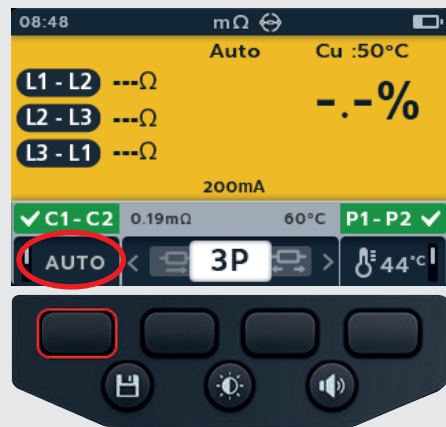 08:48 mΩ
Auto Cu :50°C
L1 - L2 ---Ω
-.-%
L2 - L3 ---Ω
L3 - L1 ---Ω
200mA
✓ C1- C2 0.19mΩ 60°C P1- P2 ✓
AUTO < 3P > 44°C